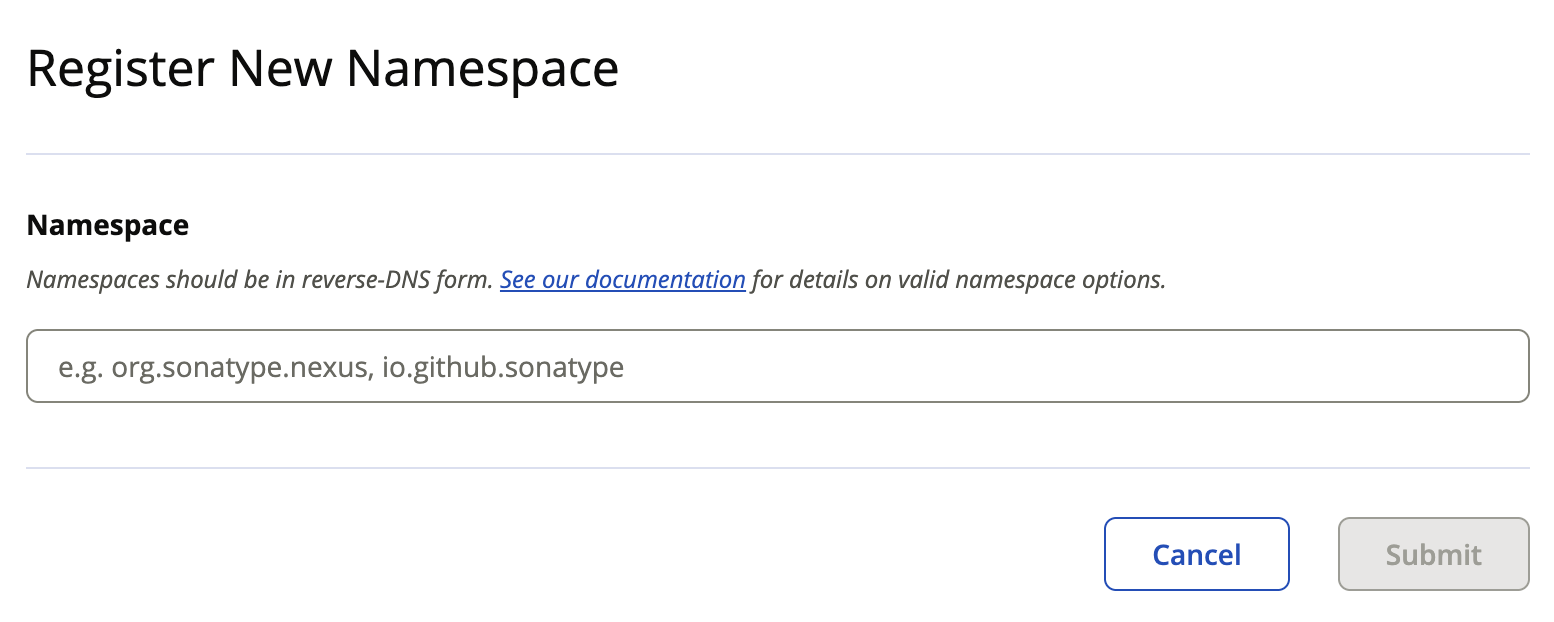 Register New Namespace
Namespace
Namespaces should be in reverse-DNS form. See our documentation for details on valid namespace options.
e.g. org.sonatype.nexus, io.github.sonatype
Cancel Submit